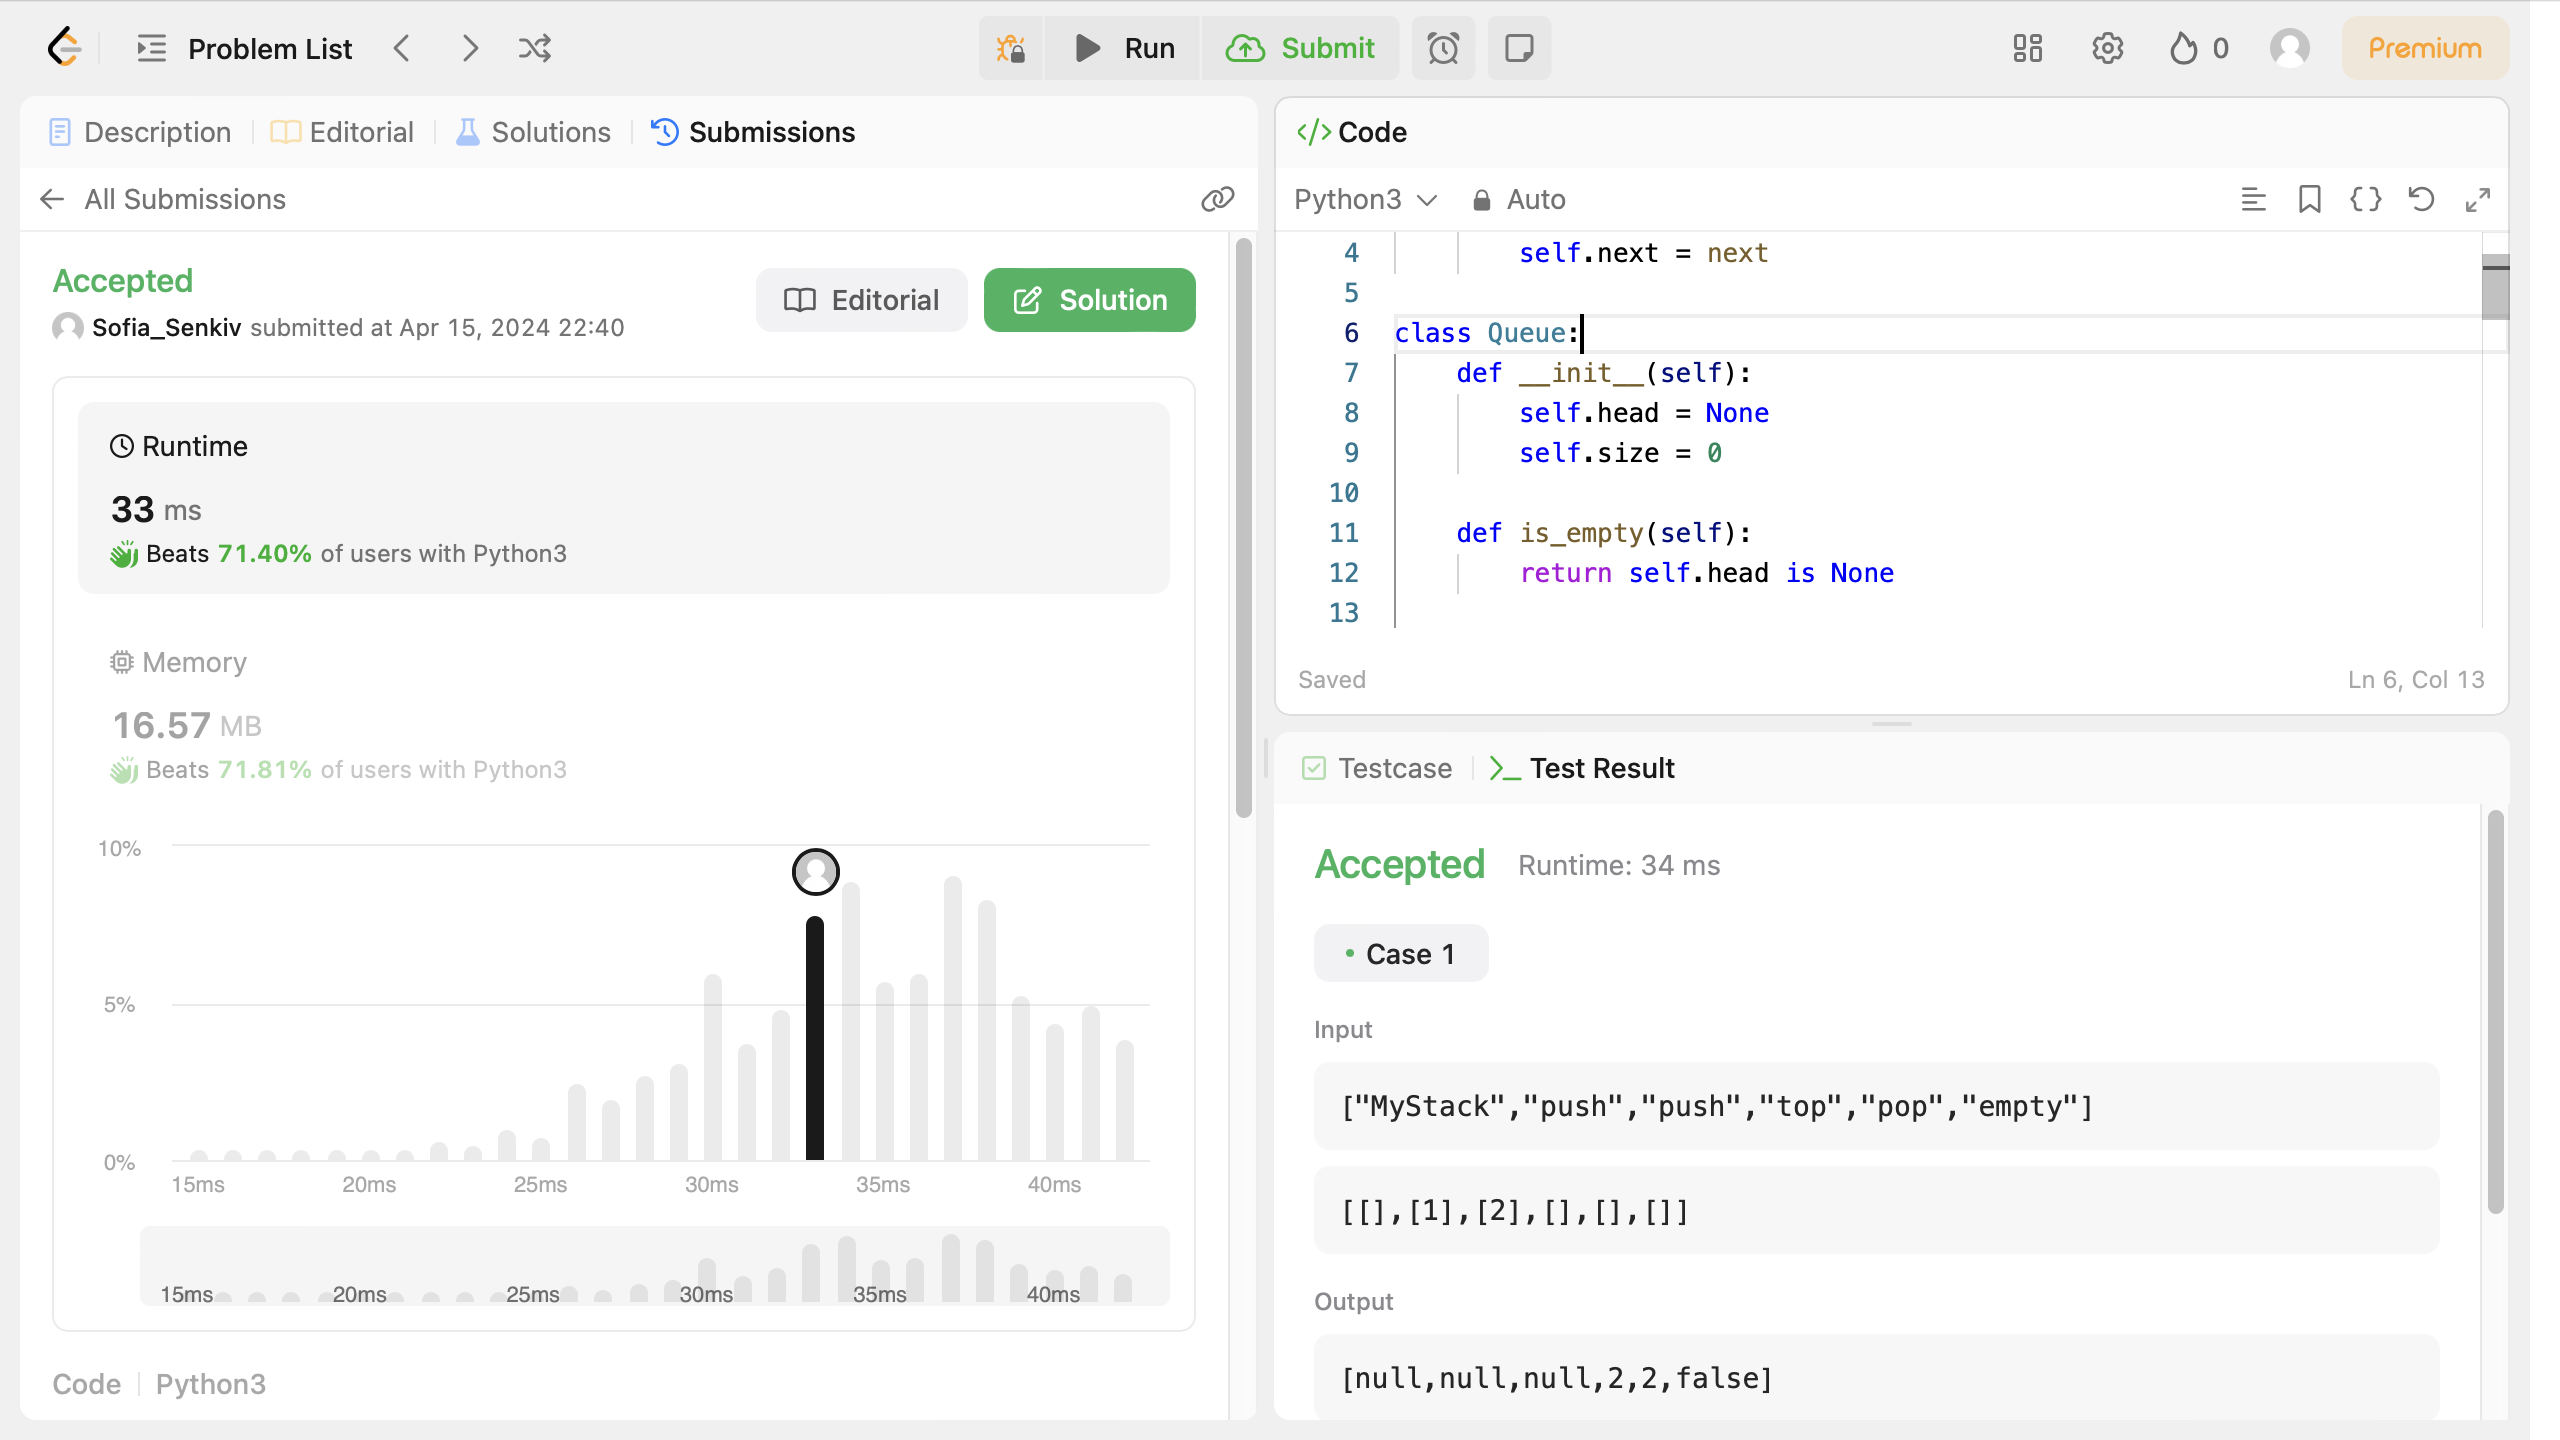 Problem List
Run
Submit
0
Premium
Description
Editorial
Solutions
Submissions
All Submissions
Accepted
Sofia_Senkiv submitted at Apr 15, 2024 22:40
Editorial
Solution
Runtime
33 ms
Beats 71.40% of users with Python3
Memory
16.57 MB
Beats 71.81% of users with Python3
10%
5%
0%
15ms 20ms 25ms 30ms 35ms 40ms
15ms 20ms 25ms 30ms 35ms 40ms
Code
Python3
</> Code
Python3
Auto
4 self.next = next
5
6 class Queue:
7 def __init__(self):
8 self.head = None
9 self.size = 0
10
11 def is_empty(self):
12 return self.head is None
13
Saved
Ln 6, Col 13
Testcase
Test Result
Accepted
Runtime: 34 ms
Case 1
Input
["MyStack","push","push","top","pop","empty"]
[[],[1],[2],[],[],[]]
Output
[null,null,null,2,2,false]